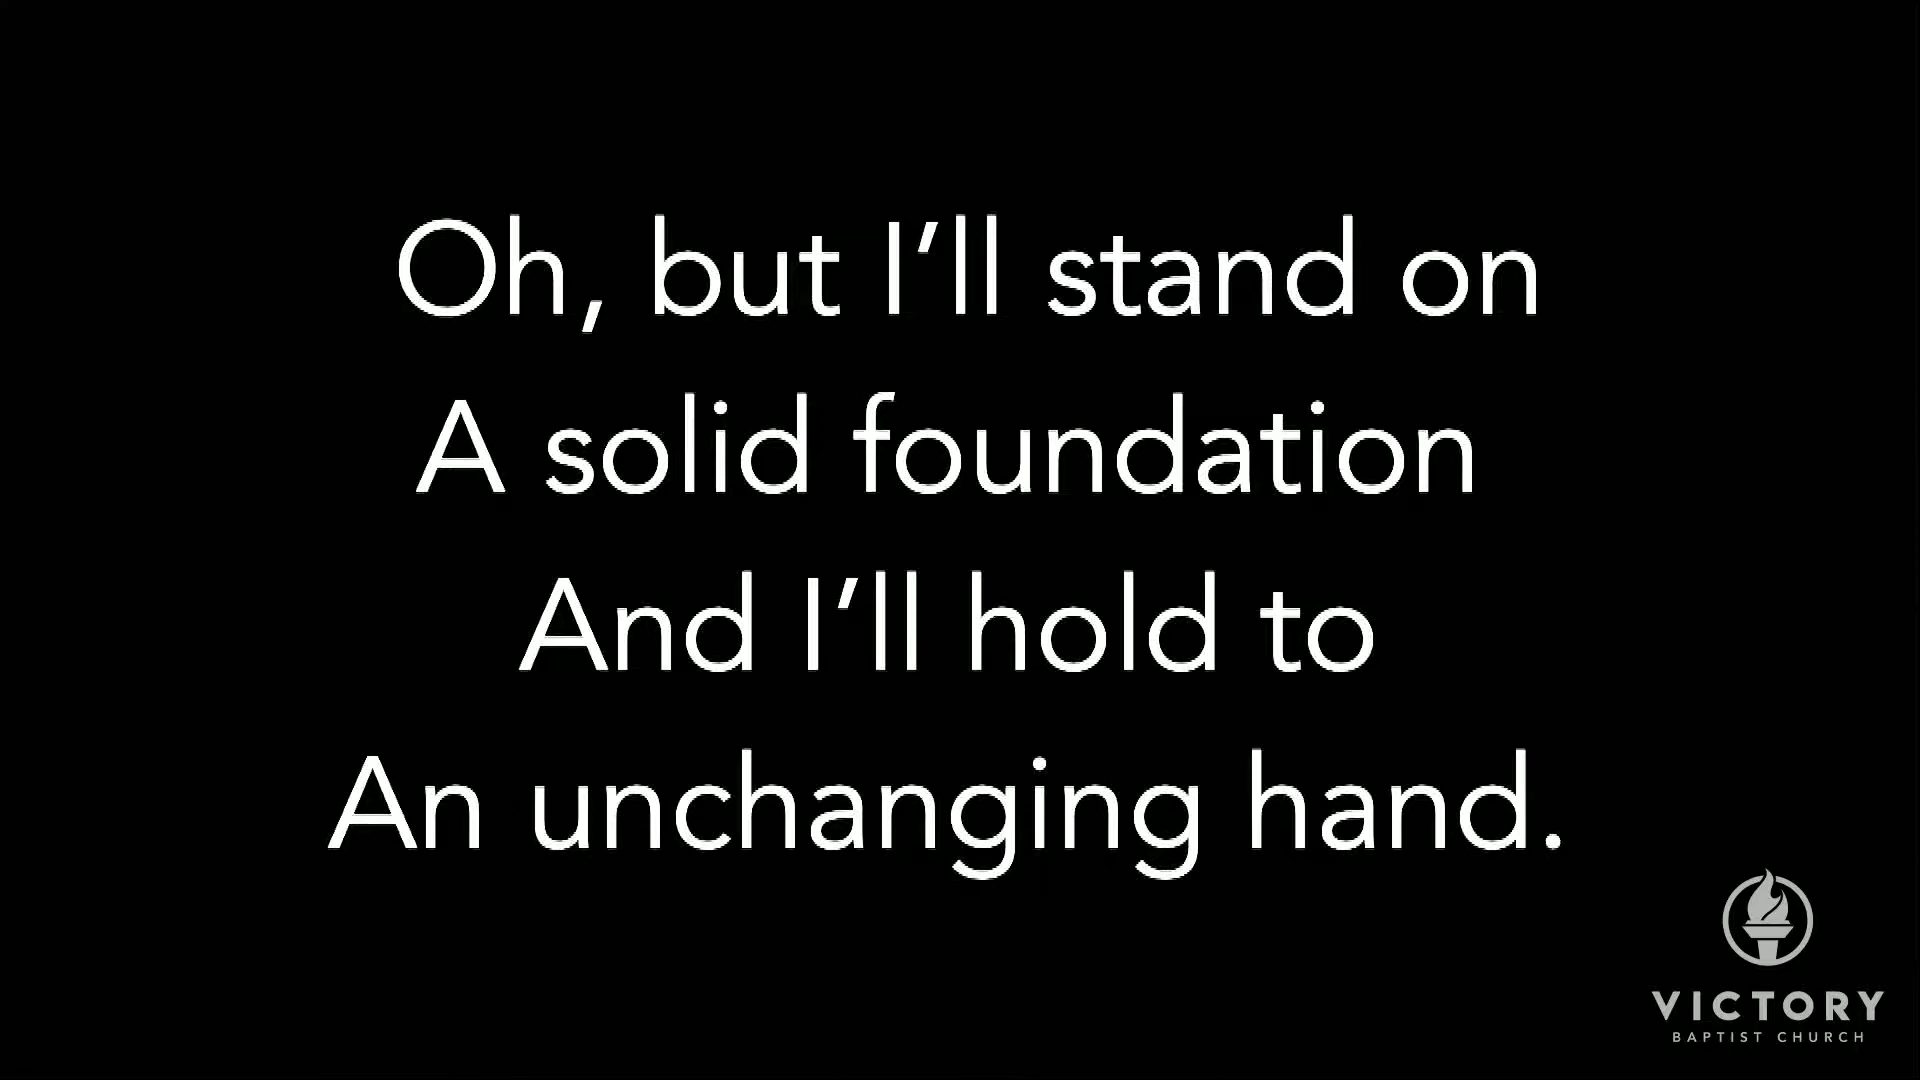 Oh, but I’ll stand on
A solid foundation
And I’ll hold to
An unchanging hand.
VICTORY
BAPTIST CHURCH